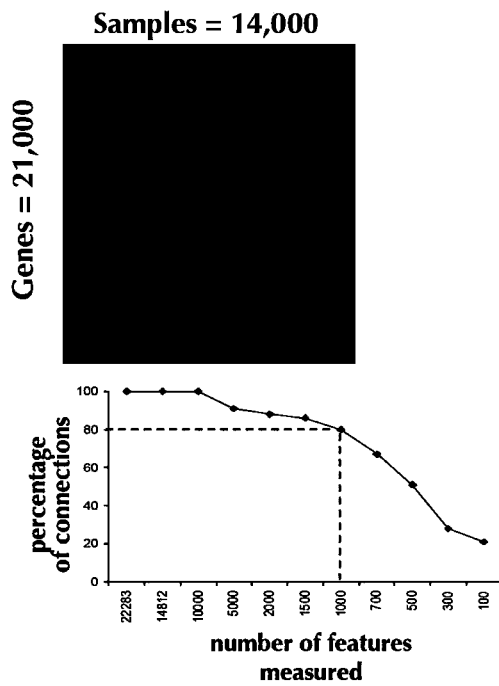 Samples = 14,000
Genes = 21,000
100
80
60
40
20
0
percentage
of connections
22283
14812
10000
5000
2000
1500
1000
700
500
300
100
number of features
measured